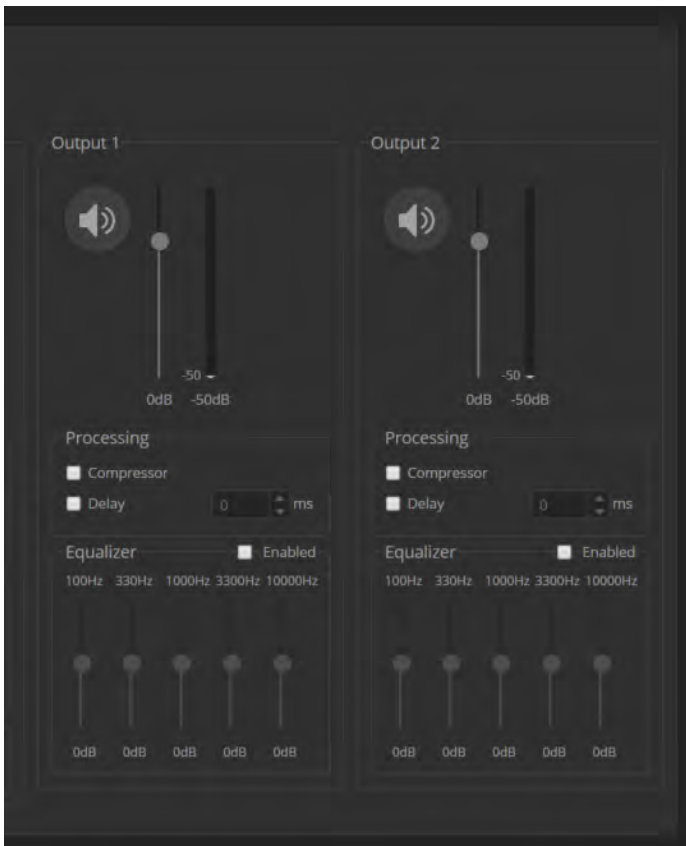 Output 1
-50
0dB -50dB
Processing
Compressor
Delay 0 ms
Equalizer Enabled
100Hz 330Hz 1000Hz 3300Hz 10000Hz
0dB 0dB 0dB 0dB 0dB
Output 2
-50
0dB -50dB
Processing
Compressor
Delay 0 ms
Equalizer Enabled
100Hz 330Hz 1000Hz 3300Hz 10000Hz
0dB 0dB 0dB 0dB 0dB